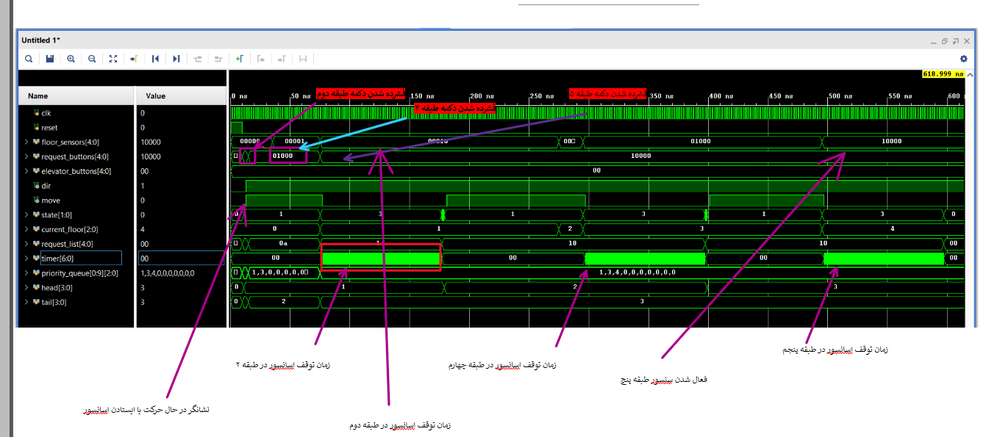 Untitled 1*
618.999 ns
Name Value
0 ns 50 ns فشرده شدن دکمه طبقه دوم 150 ns 200 ns 250 ns فشرده شدن دکمه طبقه ۵ 350 ns 400 ns 450 ns 500 ns 550 ns 600
فشرده شدن دکمه طبقه ۴
clk 0
reset 0
floor_sensors[4:0] 10000 00000 00001 00010 00 01000 10000
request_buttons[4:0] 10000 01000 10000
elevator_buttons[4:0] 00 00
dir 1
move 0
state[1:0] 0 0 1 3 1 3 1 3 0
current_floor[2:0] 4 0 1 2 3 4
request_list[4:0] 00 0a 18 10 00
timer[6:0] 00 00 00 00 00
priority_queue[0:9][2:0] 1,3,4,0,0,0,0,0,0,0 1,3,0,0,0,0,0 1,3,4,0,0,0,0,0,0,0
head[3:0] 3 0 1 2 3
tail[3:0] 3 0 2 3
زمان توقف اسانسور در طبقه پنجم
زمان توقف اسانسور در طبقه ۲
زمان توقف اسانسور در طبقه چهارم
فعال شدن سنسور طبقه پنج
نشانگر در حال حرکت یا ایستادن اسانسور
زمان توقف اسانسور در طبقه دوم